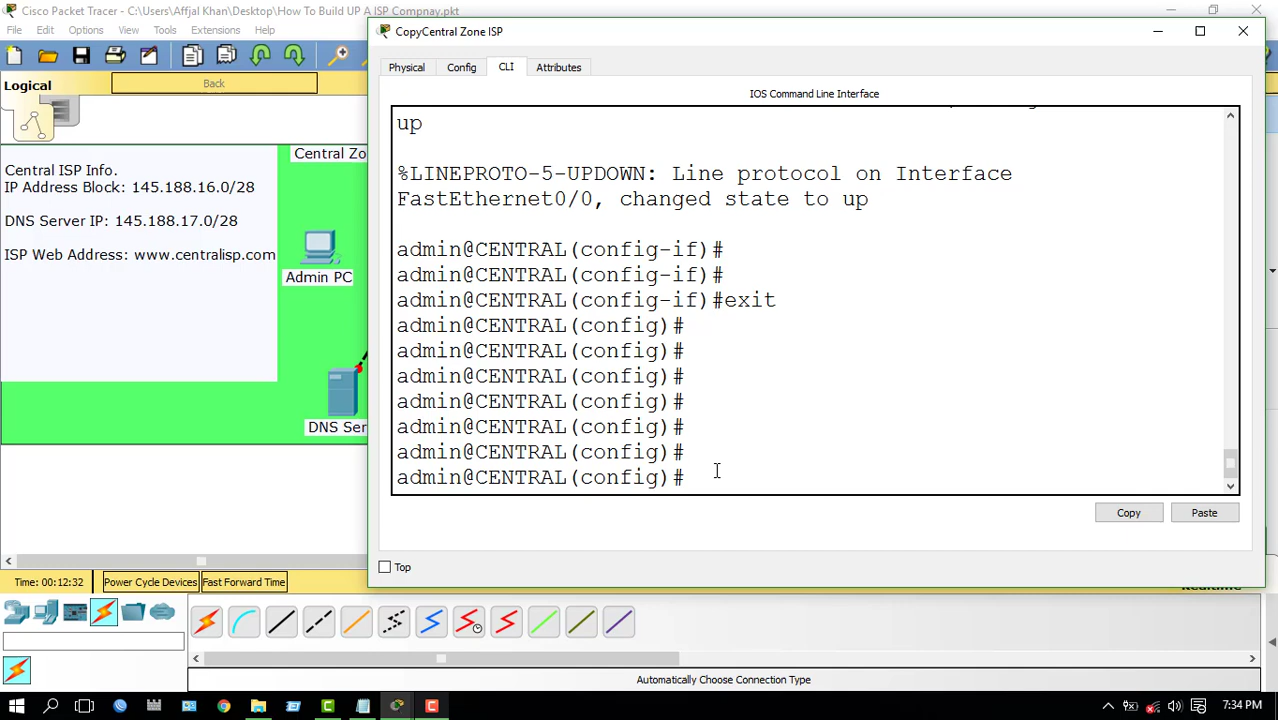 Cisco Packet Tracer - C:\Users\Affjal Khan\Desktop\How To Build UP A ISP Compnay.pkt
File Edit Options View Tools Extensions Help
Logical
Back
Central ISP Info.
IP Address Block: 145.188.16.0/28
DNS Server IP: 145.188.17.0/28
ISP Web Address: www.centralisp.com
Central Zo
Admin PC
DNS Ser
CopyCentral Zone ISP
Physical Config CLI Attributes
IOS Command Line Interface
up
%LINEPROTO-5-UPDOWN: Line protocol on Interface
FastEthernet0/0, changed state to up
admin@CENTRAL(config-if)#
admin@CENTRAL(config-if)#
admin@CENTRAL(config-if)#exit
admin@CENTRAL(config)#
admin@CENTRAL(config)#
admin@CENTRAL(config)#
admin@CENTRAL(config)#
admin@CENTRAL(config)#
admin@CENTRAL(config)#
admin@CENTRAL(config)#
Copy Paste
Top
Time: 00:12:32 Power Cycle Devices Fast Forward Time
Realtime
Automatically Choose Connection Type
7:34 PM